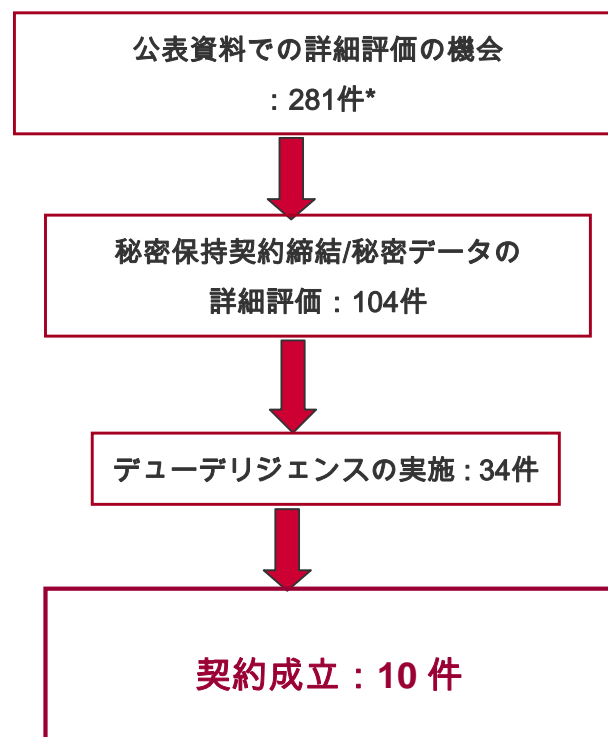 公表資料での詳細評価の機会
：281件*
秘密保持契約締結/秘密データの
詳細評価：104件
デューデリジェンスの実施 : 34件
契約成立：10 件